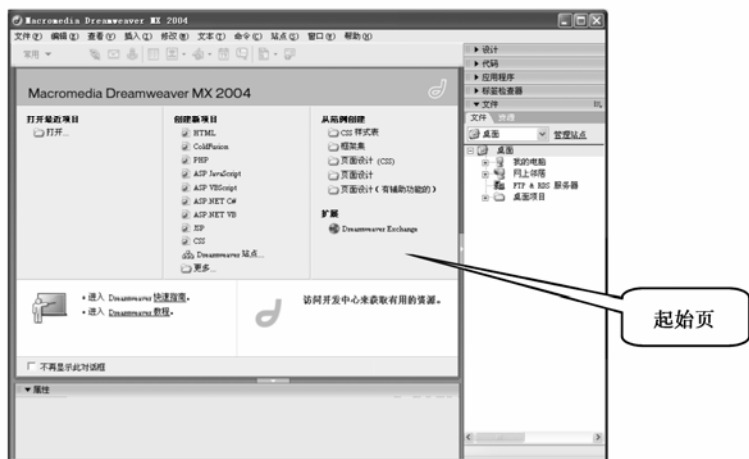 Macromedia Dreamweaver MX 2004
文件(F) 编辑(E) 查看(V) 插入(I) 修改(M) 文本(T) 命令(C) 站点(S) 窗口(W) 帮助(H)
常用
Macromedia Dreamweaver MX 2004
打开最近项目
打开...
创建新项目
HTML
ColdFusion
PHP
ASP JavaScript
ASP VBScript
ASP.NET C#
ASP.NET VB
JSP
CSS
Dreamweaver 站点...
更多...
从范例创建
CSS 样式表
框架集
页面设计 (CSS)
页面设计
页面设计(有辅助功能的)
扩展
Dreamweaver Exchange
进入 Dreamweaver 快速指南。
进入 Dreamweaver 教程。
访问开发中心来获取有用的资源。
不再显示此对话框
属性
设计
代码
应用程序
标签检查器
文件
文件 资源
桌面 管理站点
桌面
我的电脑
网上邻居
FTP & RDS 服务器
桌面项目
起始页